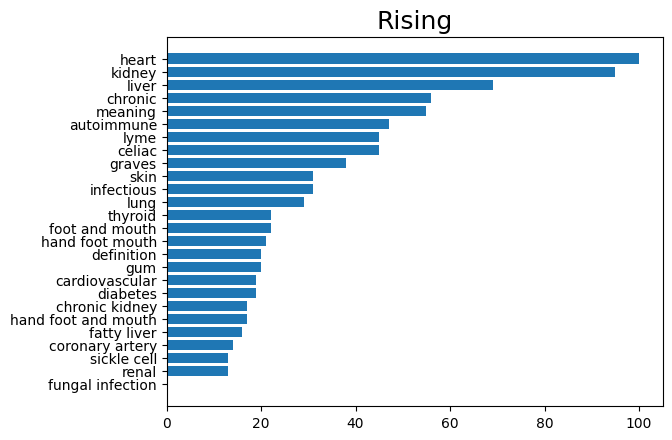 Rising
heart
kidney
liver
chronic
meaning
autoimmune
lyme
celiac
graves
skin
infectious
lung
thyroid
foot and mouth
hand foot mouth
definition
gum
cardiovascular
diabetes
chronic kidney
hand foot and mouth
fatty liver
coronary artery
sickle cell
renal
fungal infection
0 20 40 60 80 100